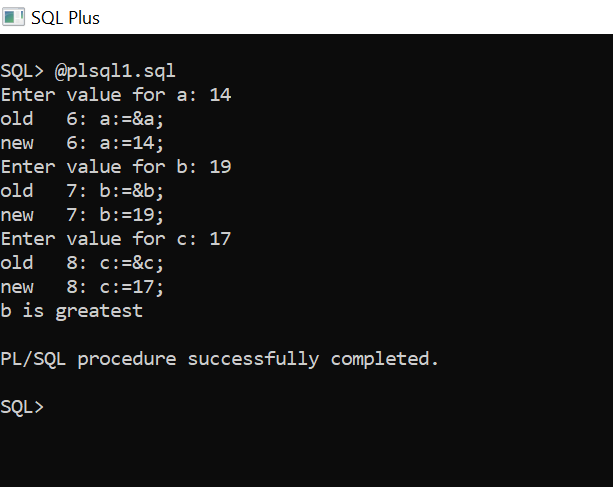 SQL Plus
SQL> @plsql1.sql
Enter value for a: 14
old   6: a:=&a;
new   6: a:=14;
Enter value for b: 19
old   7: b:=&b;
new   7: b:=19;
Enter value for c: 17
old   8: c:=&c;
new   8: c:=17;
b is greatest
PL/SQL procedure successfully completed.
SQL>